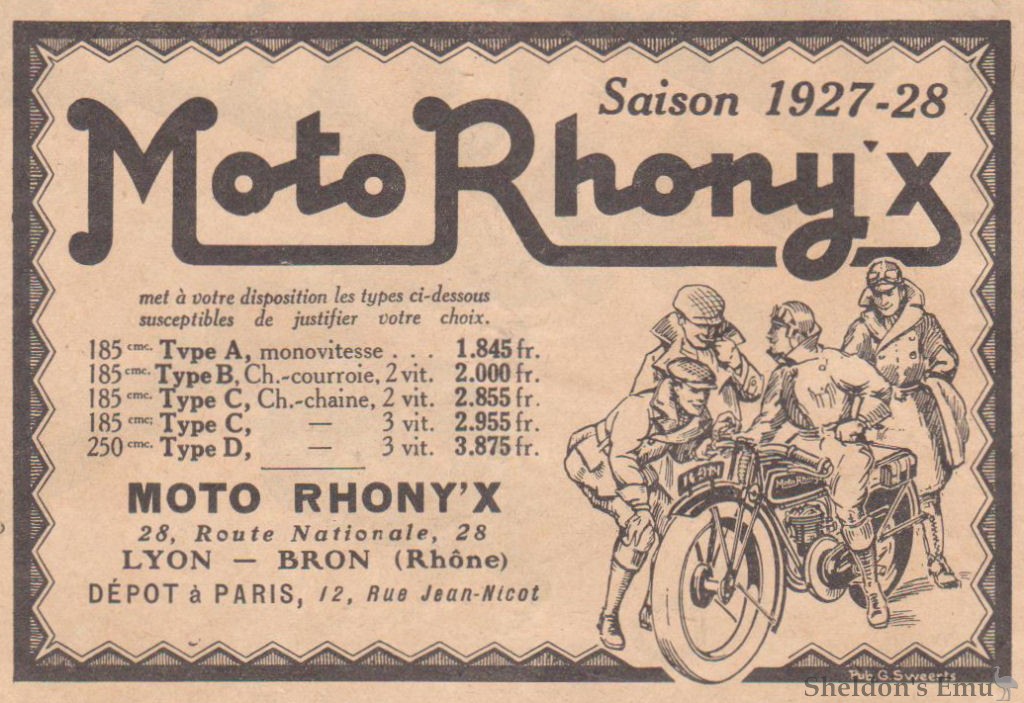 Saison 1927-28
Moto Rhony'x
met à votre disposition les types ci-dessous
susceptibles de justifier votre choix.
185 cmc. Type A, monovitesse . . . 1.845 fr.
185 cmc. Type B, Ch.-courroie, 2 vit. 2.000 fr.
185 cmc. Type C, Ch.-chaine, 2 vit. 2.855 fr.
185 cmc; Type C, — 3 vit. 2.955 fr.
250 cmc. Type D, — 3 vit. 3.875 fr.
MOTO RHONY'X
28, Route Nationale, 28
LYON — BRON (Rhône)
DÉPOT à PARIS, 12, Rue Jean-Nicot
Moto Rhony'x
Pub. G. Sweerts
Sheldon's Emu